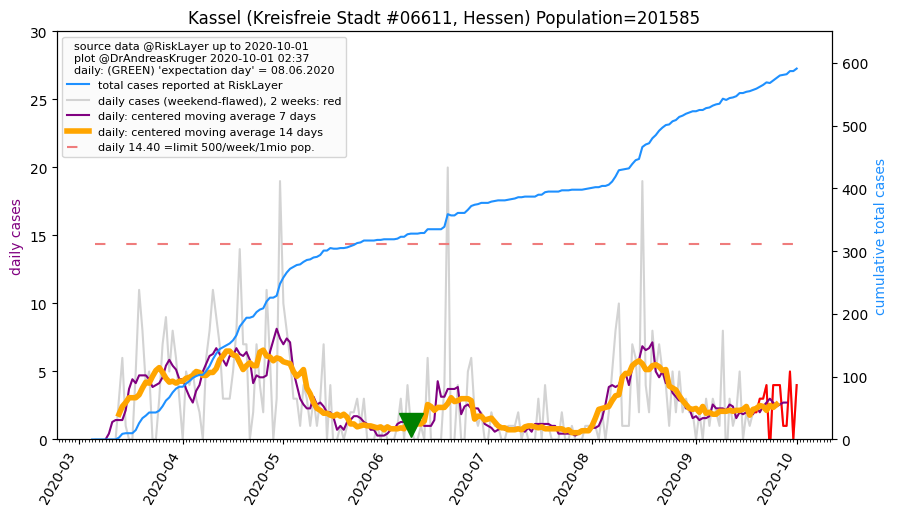 Kassel (Kreisfreie Stadt #06611, Hessen) Population=201585
source data @RiskLayer up to 2020-10-01
plot @DrAndreasKruger 2020-10-01 02:37
daily: (GREEN) 'expectation day' = 08.06.2020
total cases reported at RiskLayer
daily cases (weekend-flawed), 2 weeks: red
daily: centered moving average 7 days
daily: centered moving average 14 days
daily 14.40 =limit 500/week/1mio pop.
daily cases
30
25
20
15
10
5
0
cumulative total cases
600
500
400
300
200
100
0
2020-03
2020-04
2020-05
2020-06
2020-07
2020-08
2020-09
2020-10